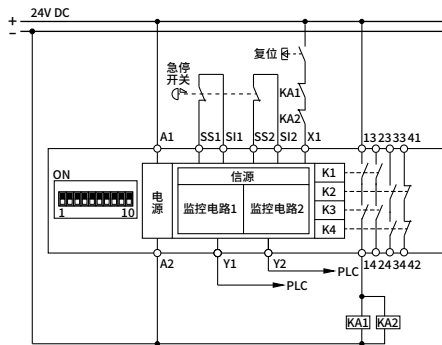 24V DC
+
−
复位
急停
开关
KA1
KA2
A1
SS1
SI1
SS2
SI2
X1
13
23
33
41
ON
1
10
电源
信源
监控电路1
监控电路2
K1
K2
K3
K4
A2
Y1
Y2
14
24
34
42
PLC
PLC
KA1
KA2